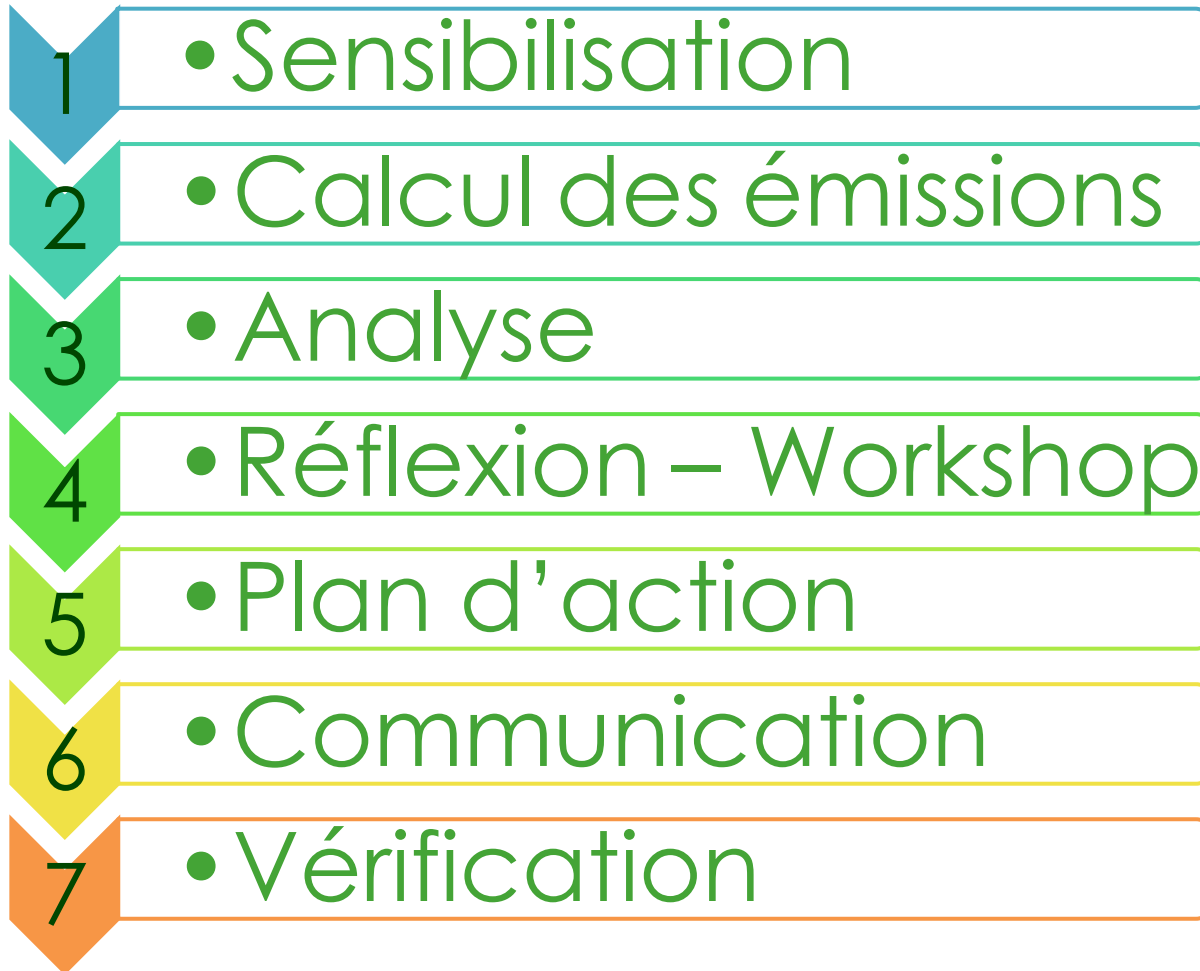 1 • Sensibilisation
2 • Calcul des émissions
3 • Analyse
4 • Réflexion – Workshop
5 • Plan d’action
6 • Communication
7 • Vérification